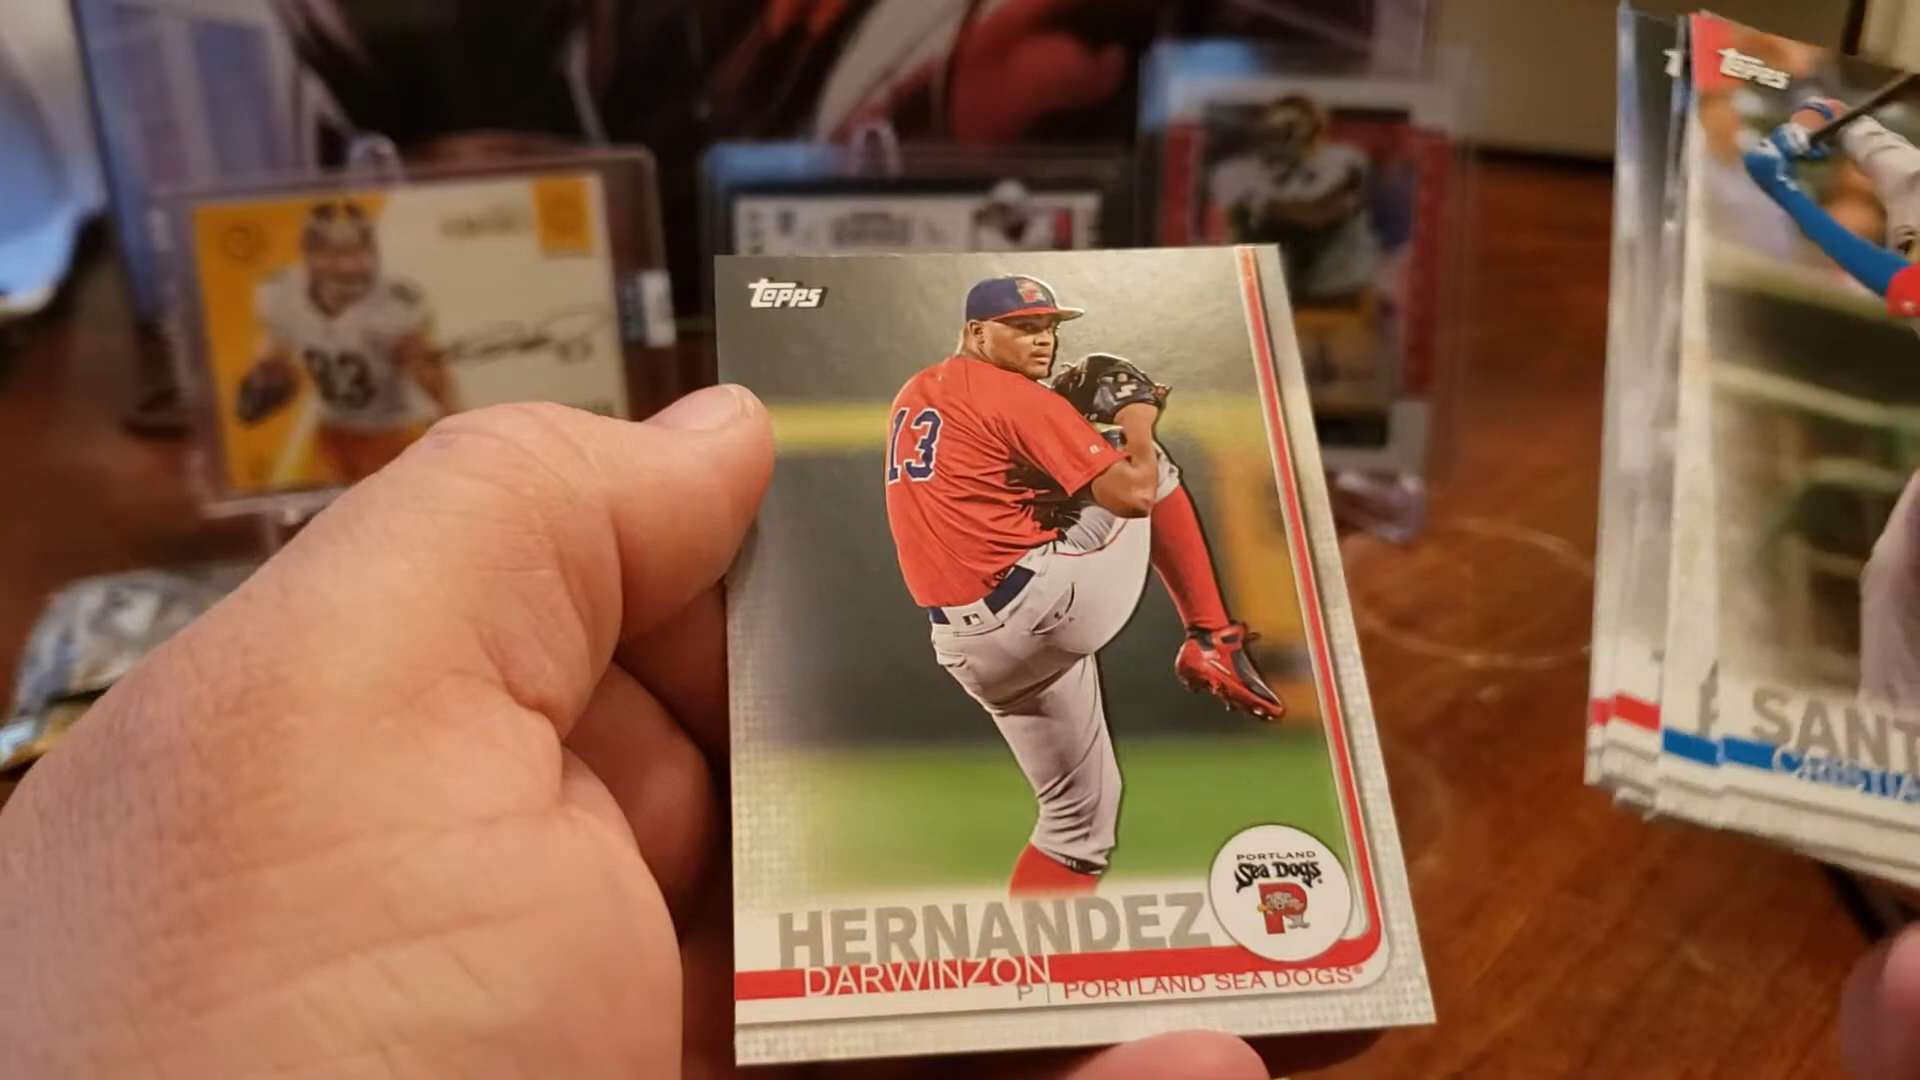 Topps
13
HERNANDEZ
DARWINZON
P | PORTLAND SEA DOGS®
PORTLAND
Sea Dogs
P
Topps
SANT
83